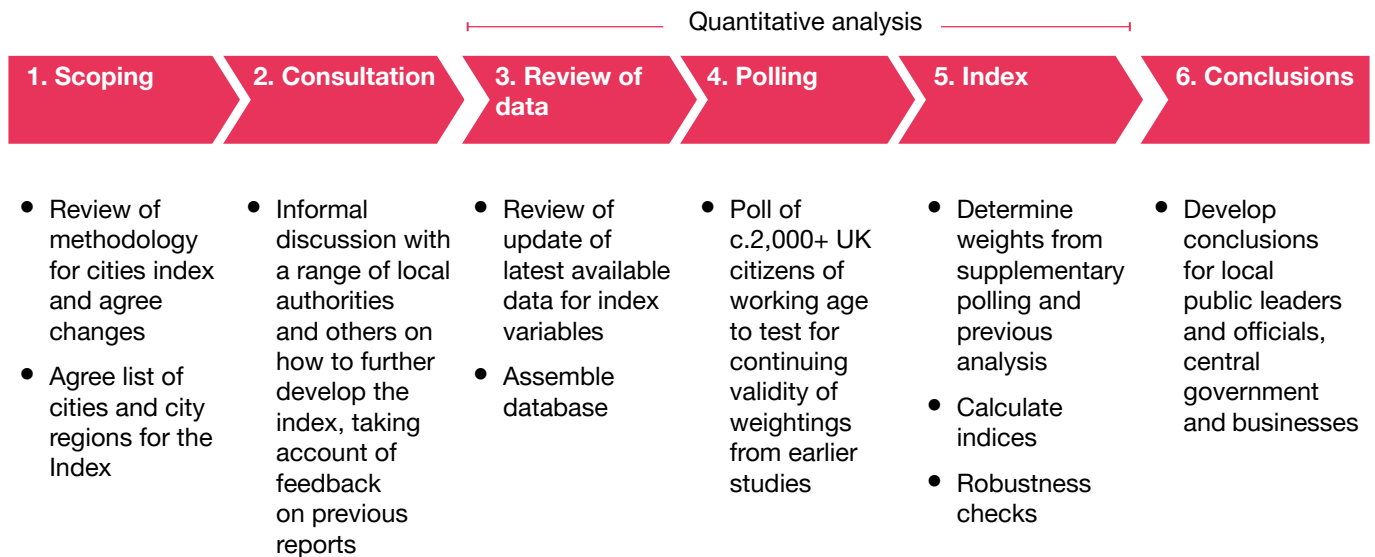 Quantitative analysis
1. Scoping
2. Consultation
3. Review of
data
4. Polling
5. Index
6. Conclusions
• Review of
methodology
for cities index
and agree
changes
• Agree list of
cities and city
regions for the
Index
• Informal
discussion with
a range of local
authorities
and others on
how to further
develop the
index, taking
account of
feedback
on previous
reports
• Review of
update of
latest available
data for index
variables
• Assemble
database
• Poll of
c.2,000+ UK
citizens of
working age
to test for
continuing
validity of
weightings
from earlier
studies
• Determine
weights from
supplementary
polling and
previous
analysis
• Calculate
indices
• Robustness
checks
• Develop
conclusions
for local
public leaders
and officials,
central
government
and businesses